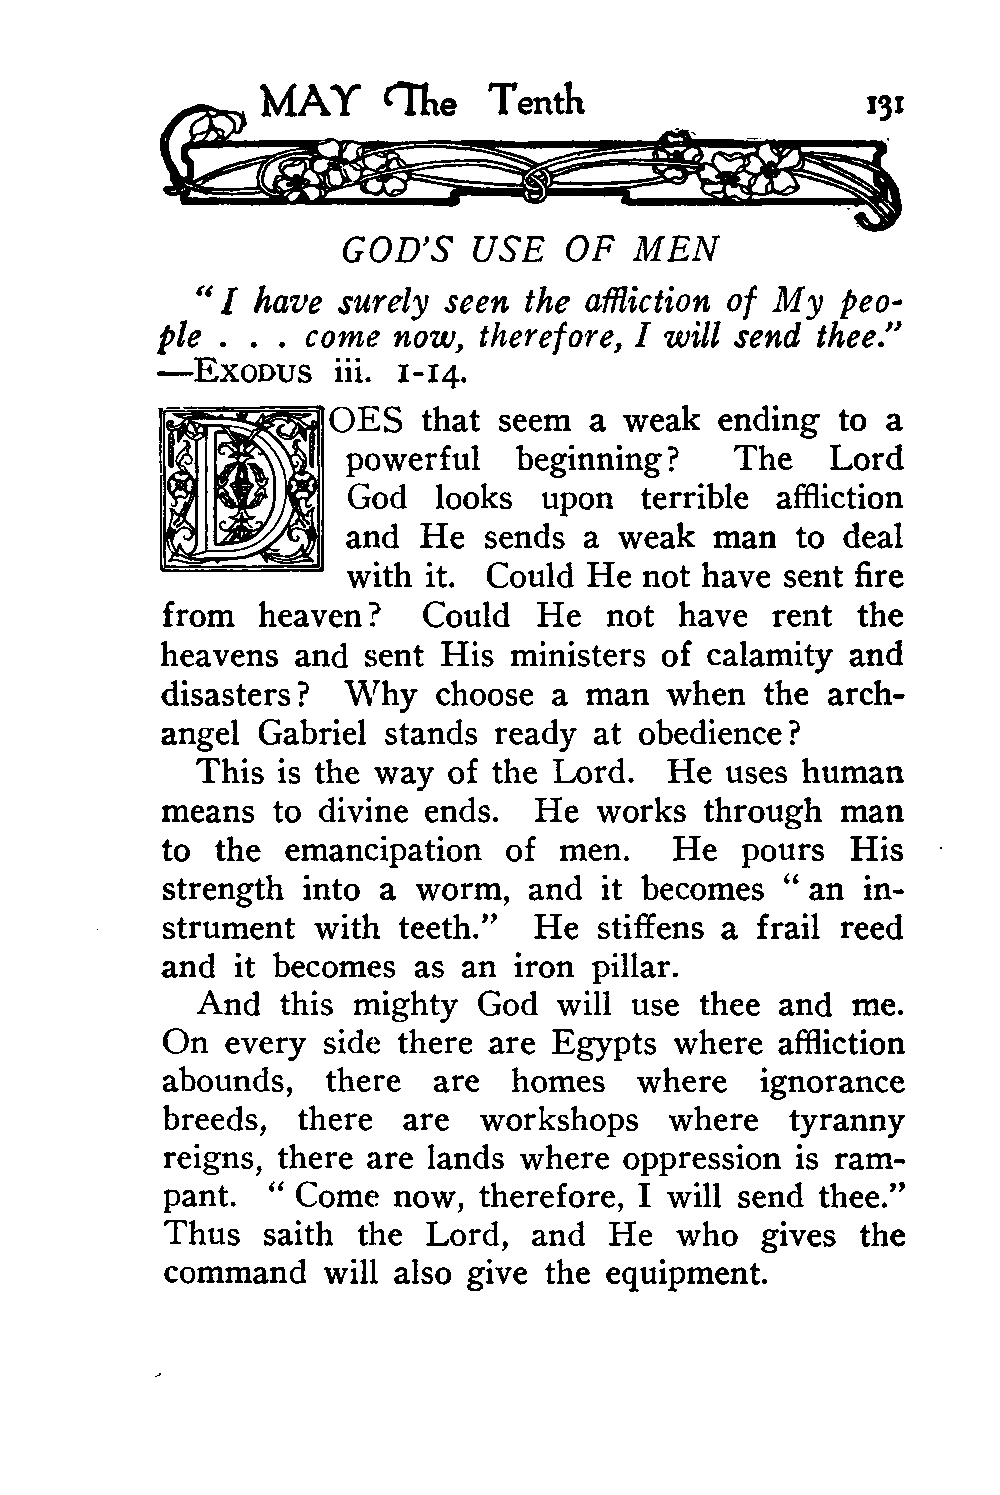 MAY The Tenth 131
GOD'S USE OF MEN
"I have surely seen the affliction of My peo-
ple . . . come now, therefore, I will send thee."
—EXODUS iii. 1-14.
DOES that seem a weak ending to a
powerful beginning? The Lord
God looks upon terrible affliction
and He sends a weak man to deal
with it. Could He not have sent fire
from heaven? Could He not have rent the
heavens and sent His ministers of calamity and
disasters? Why choose a man when the arch-
angel Gabriel stands ready at obedience?
This is the way of the Lord. He uses human
means to divine ends. He works through man
to the emancipation of men. He pours His
strength into a worm, and it becomes "an in-
strument with teeth." He stiffens a frail reed
and it becomes as an iron pillar.
And this mighty God will use thee and me.
On every side there are Egypts where affliction
abounds, there are homes where ignorance
breeds, there are workshops where tyranny
reigns, there are lands where oppression is ram-
pant. "Come now, therefore, I will send thee."
Thus saith the Lord, and He who gives the
command will also give the equipment.